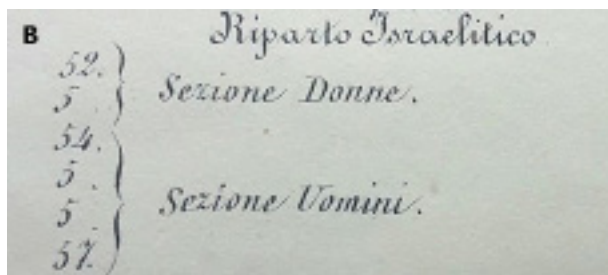 B
Riparto Israelitico
52.
5 Sezione Donne.
54.
5.
5 Sezione Uomini.
57.